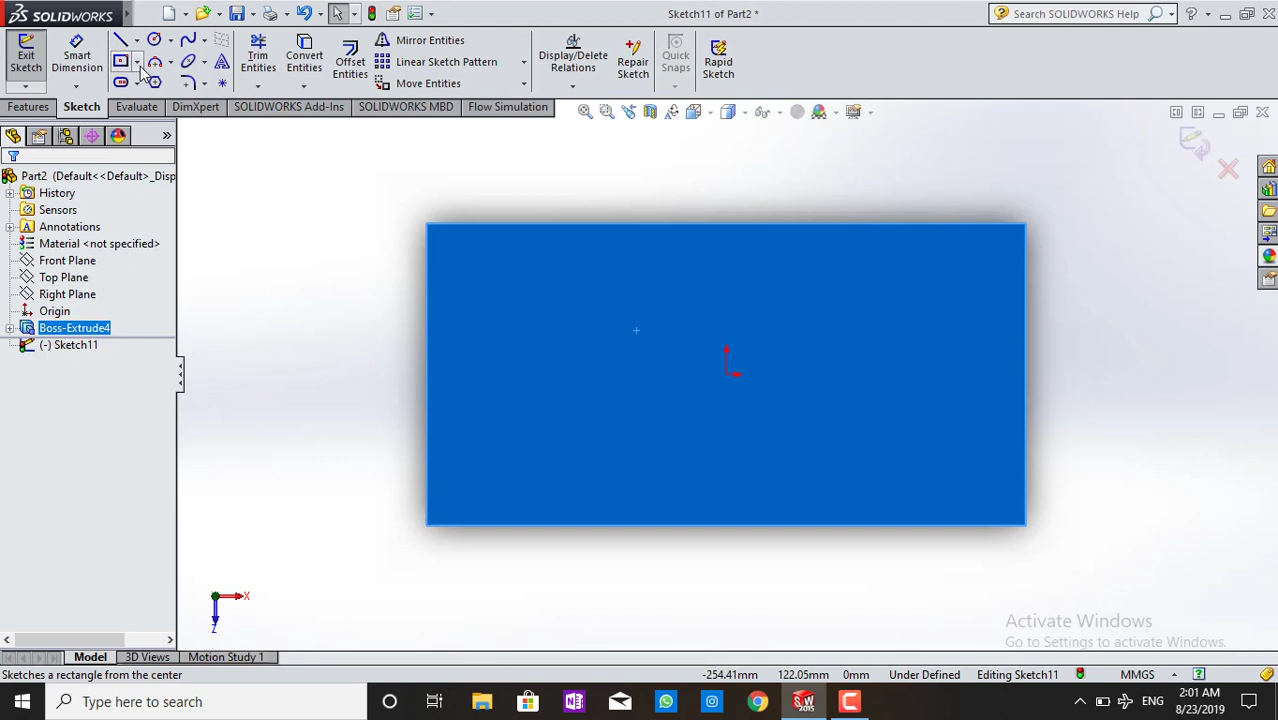 SOLIDWORKS
Sketch11 of Part2 *
Search SOLIDWORKS Help
Exit Sketch
Smart Dimension
Trim Entities
Convert Entities
Offset Entities
Mirror Entities
Linear Sketch Pattern
Move Entities
Display/Delete Relations
Repair Sketch
Quick Snaps
Rapid Sketch
Features
Sketch
Evaluate
DimXpert
SOLIDWORKS Add-Ins
SOLIDWORKS MBD
Flow Simulation
Part2 (Default<<Default>_Disp
History
Sensors
Annotations
Material <not specified>
Front Plane
Top Plane
Right Plane
Origin
Boss-Extrude4
(-) Sketch11
X
Z
Activate Windows
Go to Settings to activate Windows.
Model
3D Views
Motion Study 1
Sketches a rectangle from the center
-254.41mm
122.05mm
0mm
Under Defined
Editing Sketch11
MMGS
Type here to search
ENG
2:01 AM
8/23/2019